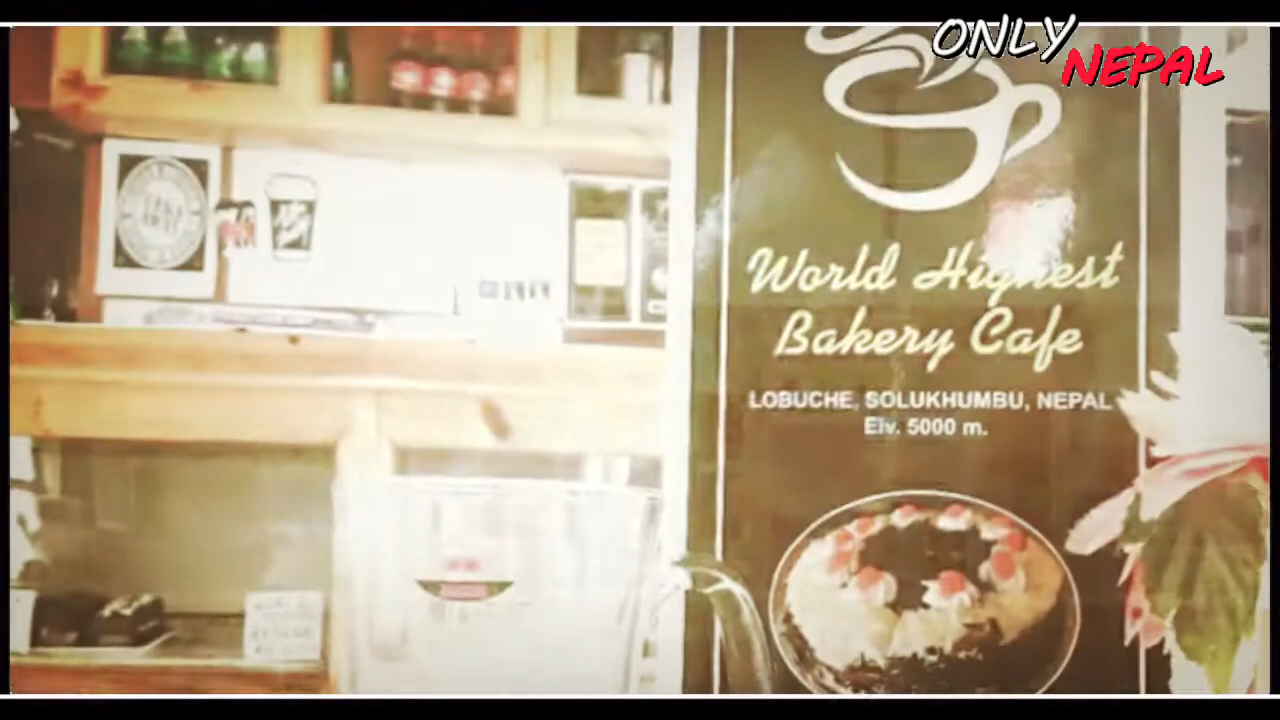 ONLY
NEPAL
World Highest
Bakery Cafe
LOBUCHE, SOLUKHUMBU, NEPAL
Elv. 5000 m.